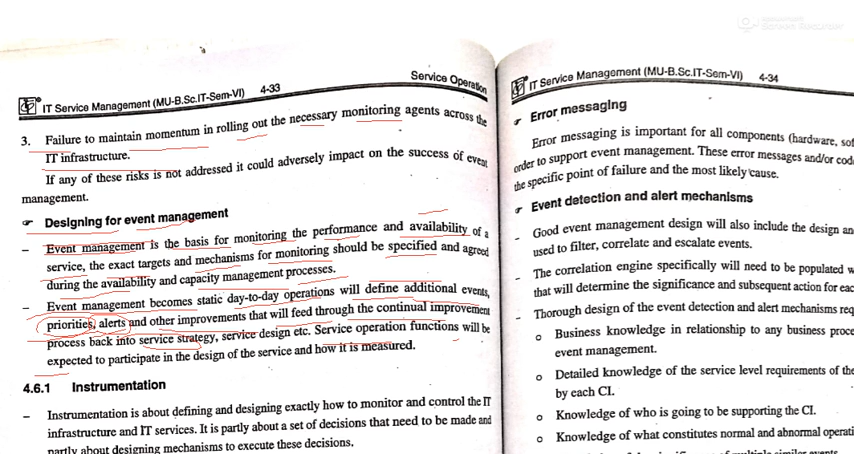 Screen Recorder
IT Service Management (MU-B.Sc.IT-Sem-VI) 4-33 Service Operation
3. Failure to maintain momentum in rolling out the necessary monitoring agents across the
IT infrastructure.
If any of these risks is not addressed it could adversely impact on the success of event
management.
Designing for event management
– Event management is the basis for monitoring the performance and availability of a
service, the exact targets and mechanisms for monitoring should be specified and agreed
during the availability and capacity management processes.
– Event management becomes static day-to-day operations will define additional events,
priorities, alerts and other improvements that will feed through the continual improvement
process back into service strategy, service design etc. Service operation functions will be
expected to participate in the design of the service and how it is measured.
4.6.1 Instrumentation
– Instrumentation is about defining and designing exactly how to monitor and control the IT
infrastructure and IT services. It is partly about a set of decisions that need to be made and
partly about designing mechanisms to execute these decisions.
IT Service Management (MU-B.Sc.IT-Sem-VI) 4-34
Error messaging
Error messaging is important for all components (hardware, sof
order to support event management. These error messages and/or cod
the specific point of failure and the most likely cause.
Event detection and alert mechanisms
– Good event management design will also include the design an
used to filter, correlate and escalate events.
– The correlation engine specifically will need to be populated w
that will determine the significance and subsequent action for eac
– Thorough design of the event detection and alert mechanisms req
o Business knowledge in relationship to any business proce
event management.
o Detailed knowledge of the service level requirements of the
by each CI.
o Knowledge of who is going to be supporting the CI.
o Knowledge of what constitutes normal and abnormal operati